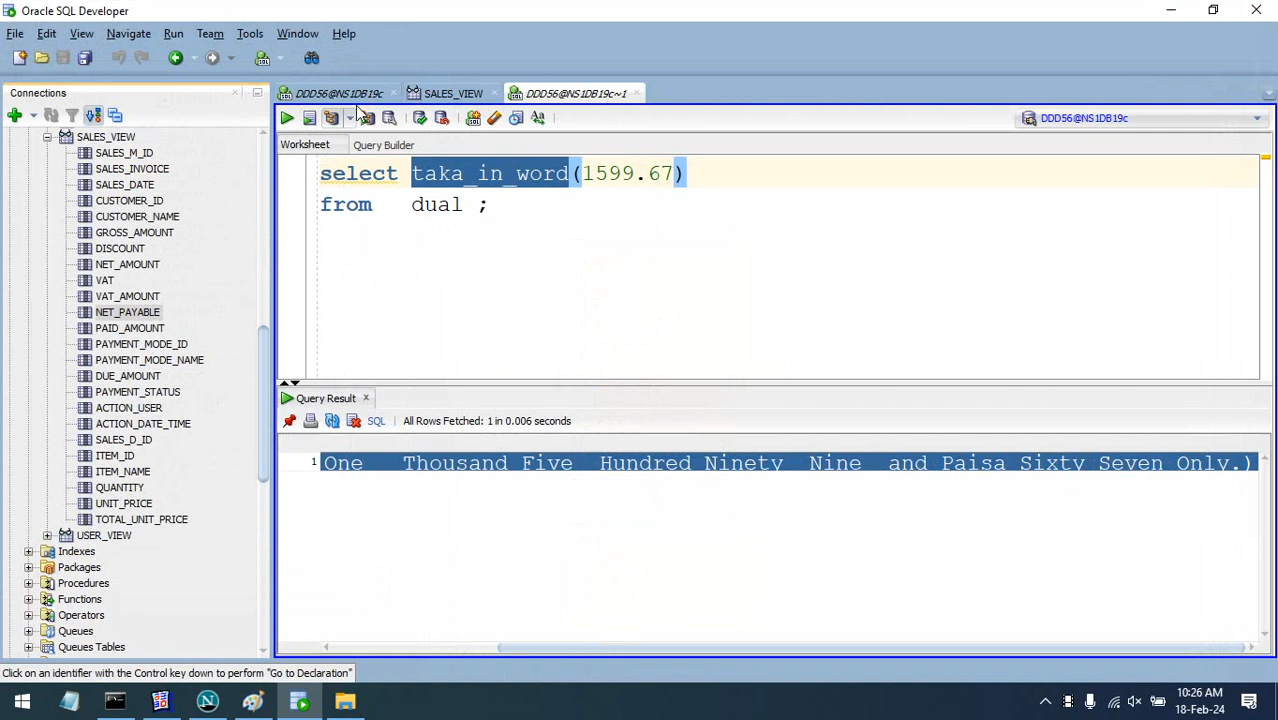 Oracle SQL Developer
File Edit View Navigate Run Team Tools Window Help
Connections
DDD56@NS1DB19c
SALES_VIEW
DDD56@NS1DB19c~1
DDD56@NS1DB19c
Worksheet Query Builder
SALES_VIEW
SALES_M_ID
SALES_INVOICE
SALES_DATE
CUSTOMER_ID
CUSTOMER_NAME
GROSS_AMOUNT
DISCOUNT
NET_AMOUNT
VAT
VAT_AMOUNT
NET_PAYABLE
PAID_AMOUNT
PAYMENT_MODE_ID
PAYMENT_MODE_NAME
DUE_AMOUNT
PAYMENT_STATUS
ACTION_USER
ACTION_DATE_TIME
SALES_D_ID
ITEM_ID
ITEM_NAME
QUANTITY
UNIT_PRICE
TOTAL_UNIT_PRICE
USER_VIEW
Indexes
Packages
Procedures
Functions
Operators
Queues
Queues Tables
select taka_in_word(1599.67)
from dual ;
Query Result
SQL | All Rows Fetched: 1 in 0.006 seconds
1 One Thousand Five Hundred Ninety Nine and Paisa Sixty Seven Only.)
Click on an identifier with the Control key down to perform "Go to Declaration"
10:26 AM
18-Feb-24